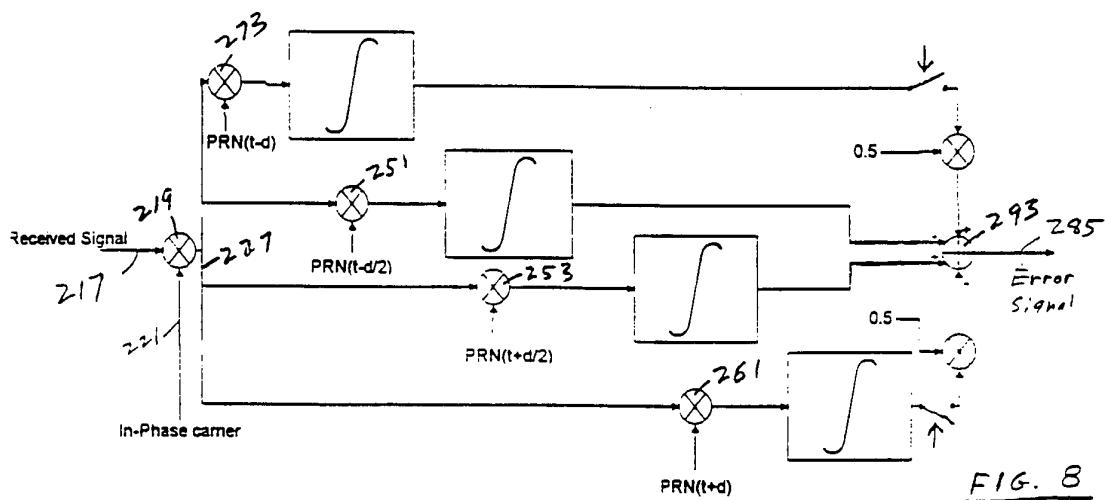 273
PRN(t-d)
0.5
251
219
Received Signal
227
293
285
217
PRN(t-d/2)
253
Error
Signal
221
0.5
PRN(t+d/2)
261
In-Phase carrier
PRN(t+d)
FIG. 8